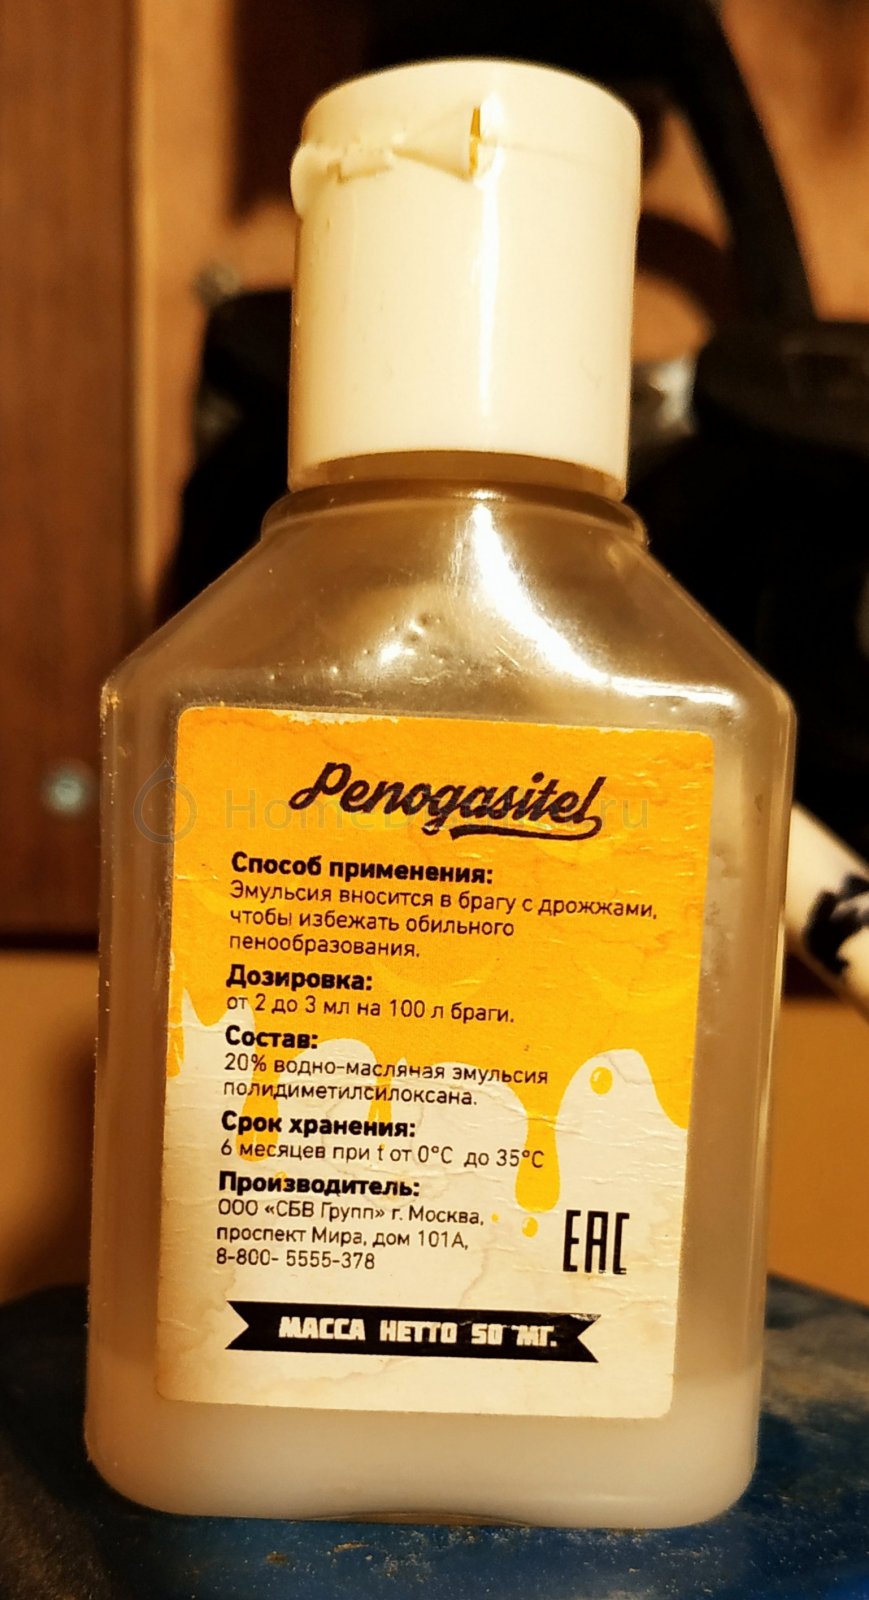 Penogasitel
Способ применения:
Эмульсия вносится в брагу с дрожжами,
чтобы избежать обильного
пенообразования.
Дозировка:
от 2 до 3 мл на 100 л браги.
Состав:
20% водно-масляная эмульсия
полидиметилсилоксана.
Срок хранения:
6 месяцев при t от 0°C до 35°C
Производитель:
ООО «СБВ Групп» г. Москва,
проспект Мира, дом 101А,
8-800- 5555-378
EAC
МАССА НЕТТО 50 МГ.